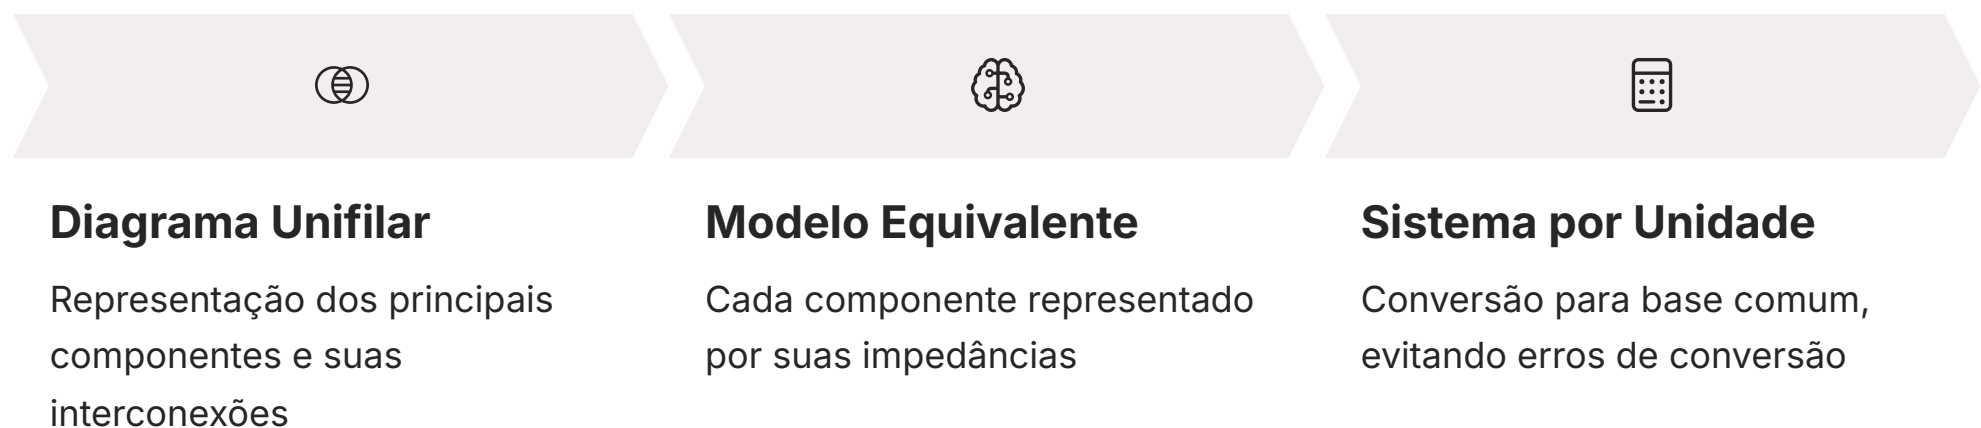 Diagrama Unifilar
Representação dos principais
componentes e suas
interconexões
Modelo Equivalente
Cada componente representado
por suas impedâncias
Sistema por Unidade
Conversão para base comum,
evitando erros de conversão